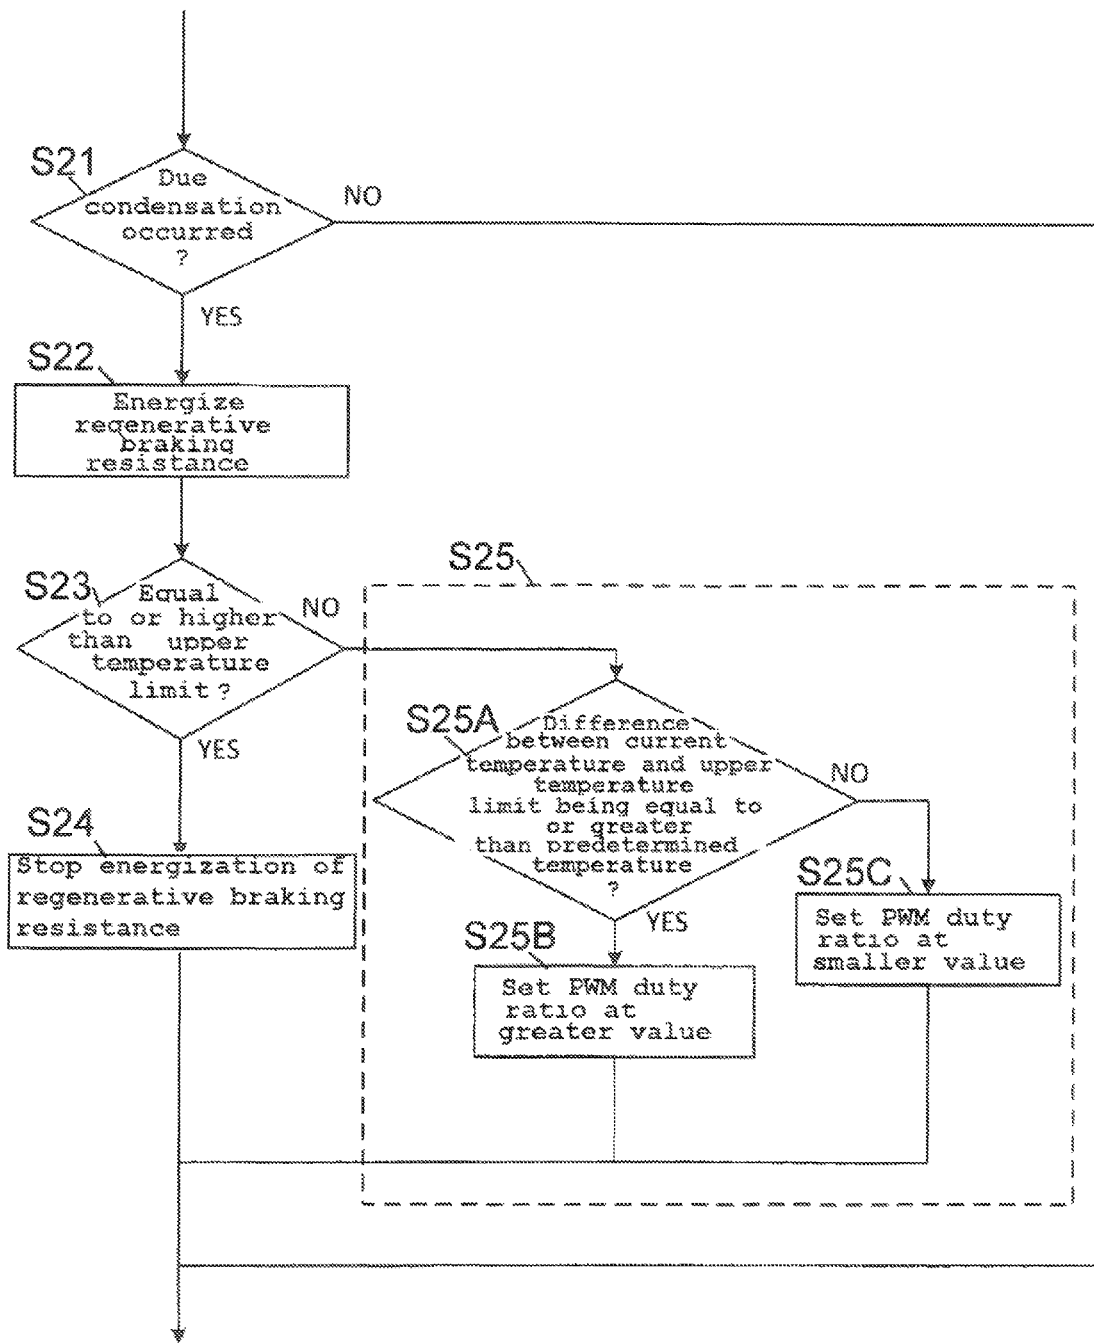 S21
Due
condensation
occurred
?
NO
YES
S22
Energize
regenerative
braking
resistance
S23
Equal
to or higher
than upper
temperature
limit?
NO
YES
S24
Stop energization of
regenerative braking
resistance
S25
S25A
Difference
between current
temperature and upper
temperature
limit being equal to
or greater
than predetermined
temperature
?
NO
YES
S25B
Set PWM duty
ratio at
greater value
S25C
Set PWM duty
ratio at
smaller value